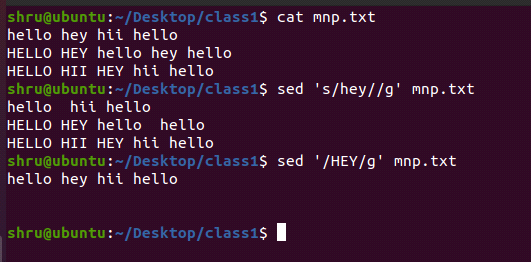 shru@ubuntu:~/Desktop/class1$ cat mnp.txt
hello hey hii hello
HELLO HEY hello hey hello
HELLO HII HEY hii hello
shru@ubuntu:~/Desktop/class1$ sed 's/hey//g' mnp.txt
hello  hii hello
HELLO HEY hello  hello
HELLO HII HEY hii hello
shru@ubuntu:~/Desktop/class1$ sed '/HEY/g' mnp.txt
hello hey hii hello
shru@ubuntu:~/Desktop/class1$